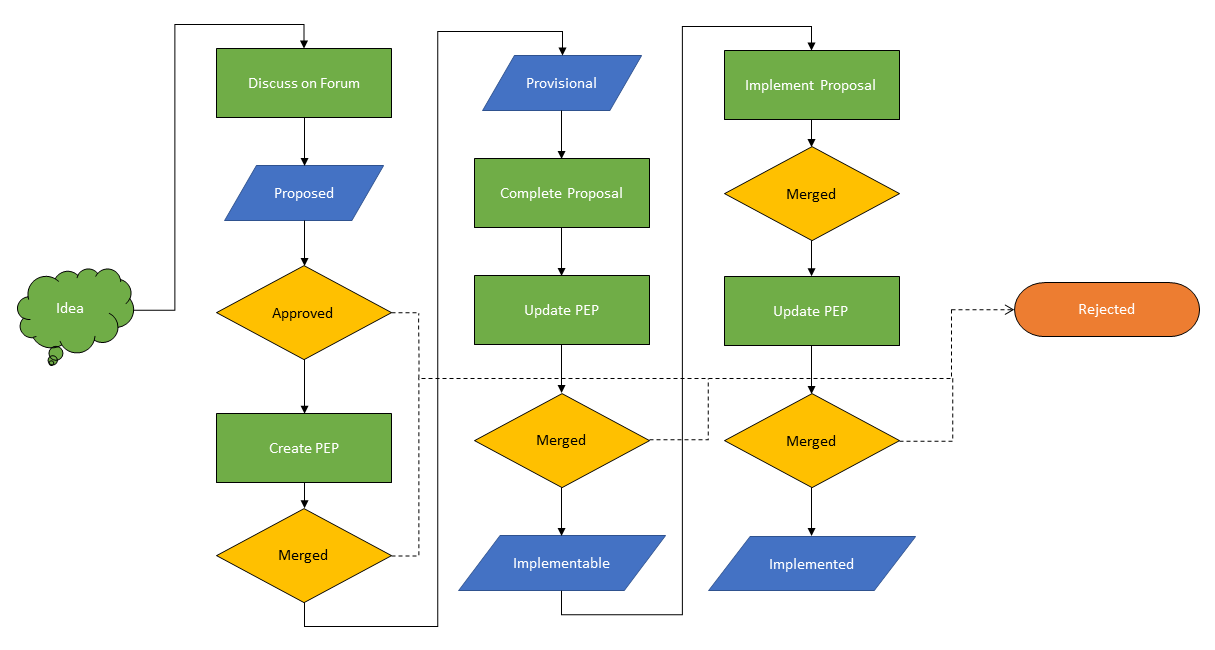 Idea
Discuss on Forum
Proposed
Approved
Create PEP
Merged
Provisional
Complete Proposal
Update PEP
Merged
Implementable
Implement Proposal
Merged
Update PEP
Merged
Implemented
Rejected